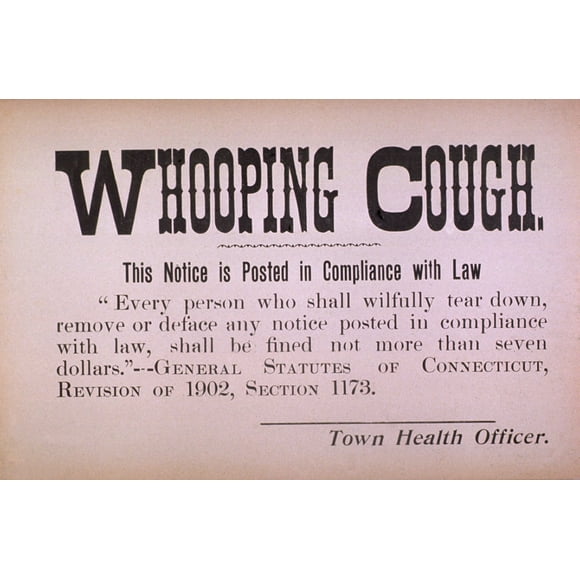 WHOOPING COUGH.
This Notice is Posted in Compliance with Law
“Every person who shall wilfully tear down,
remove or deface any notice posted in compliance
with law, shall be fined not more than seven
dollars.”---GENERAL STATUTES OF CONNECTICUT,
REVISION OF 1902, SECTION 1173.
Town Health Officer.